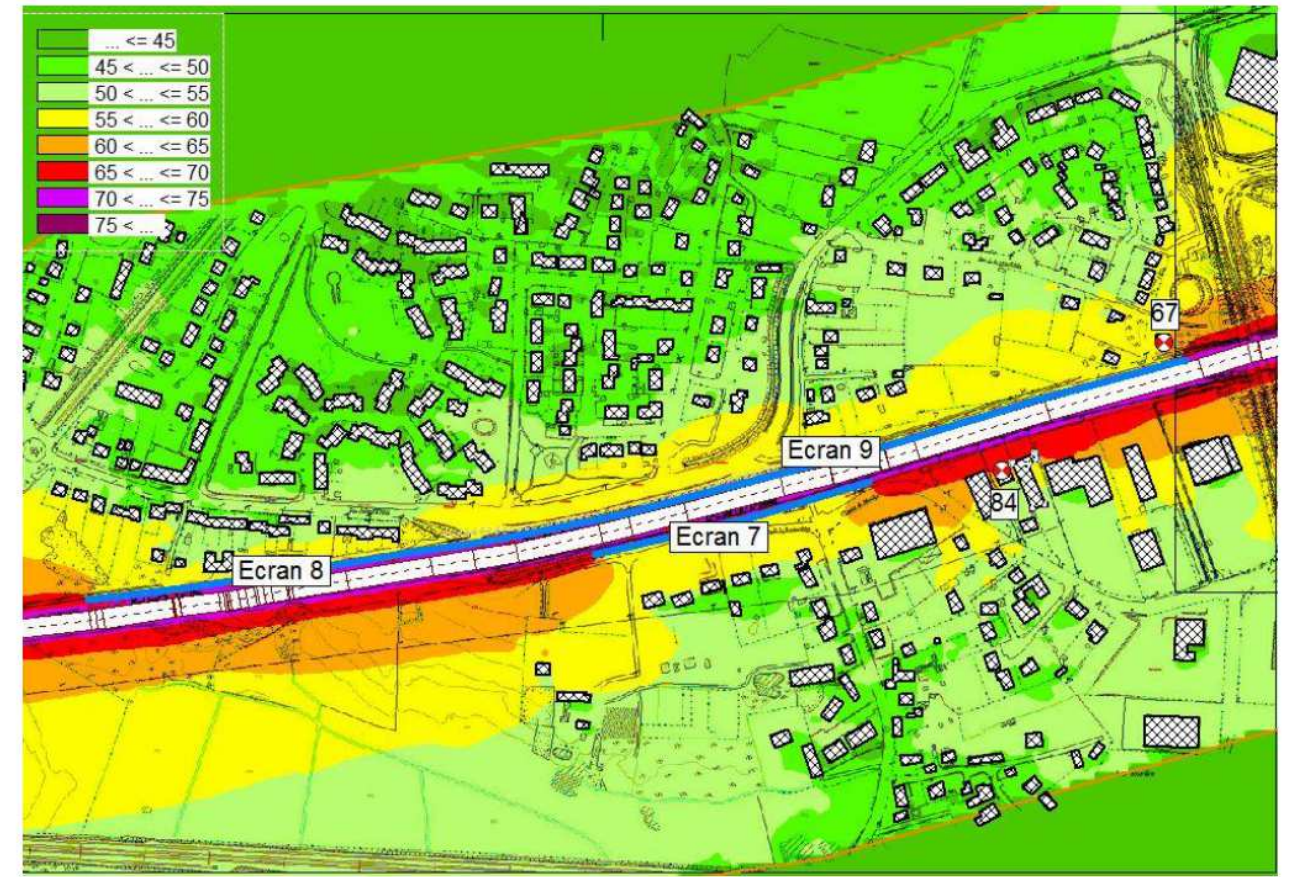 ... <= 45
45 < ... <= 50
50 < ... <= 55
55 < ... <= 60
60 < ... <= 65
65 < ... <= 70
70 < ... <= 75
75 < ...
67
Ecran 9
84
Ecran 7
Ecran 8